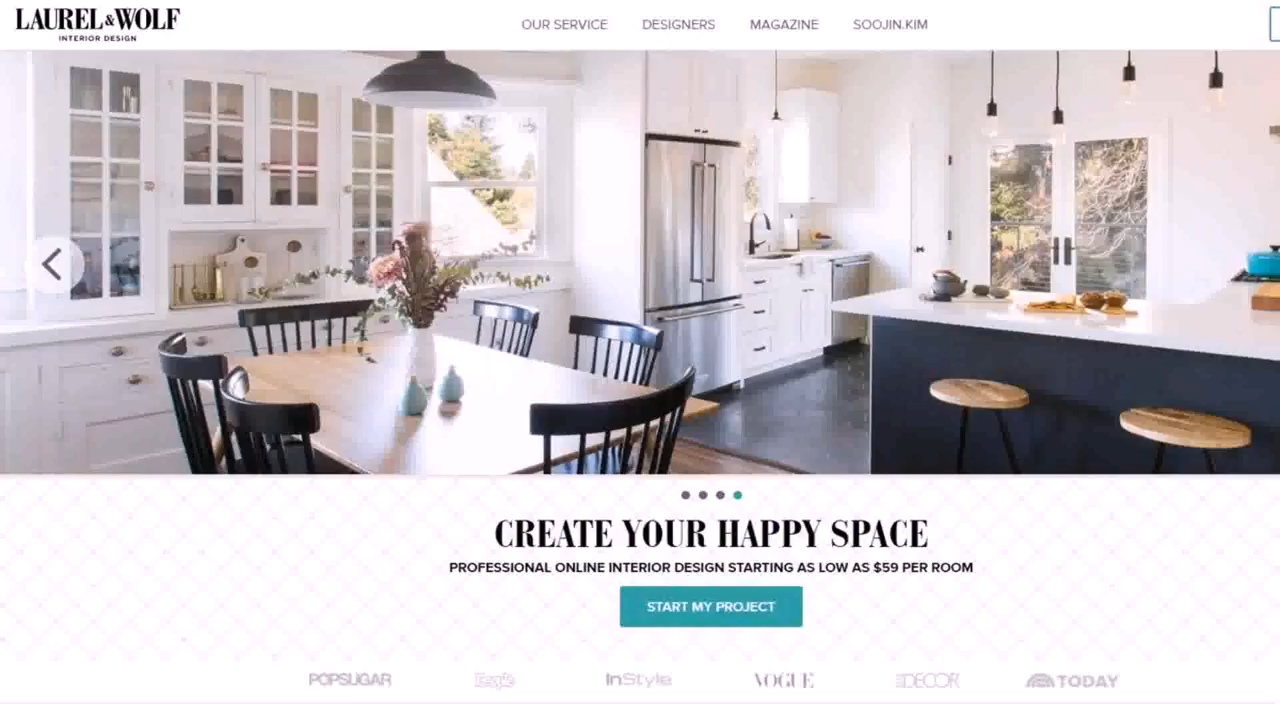 LAUREL & WOLF
INTERIOR DESIGN
OUR SERVICE
DESIGNERS
MAGAZINE
SOOJIN.KIM
CREATE YOUR HAPPY SPACE
PROFESSIONAL ONLINE INTERIOR DESIGN STARTING AS LOW AS $59 PER ROOM
START MY PROJECT
POPSUGAR
InStyle
VOGUE
DECOR
TODAY